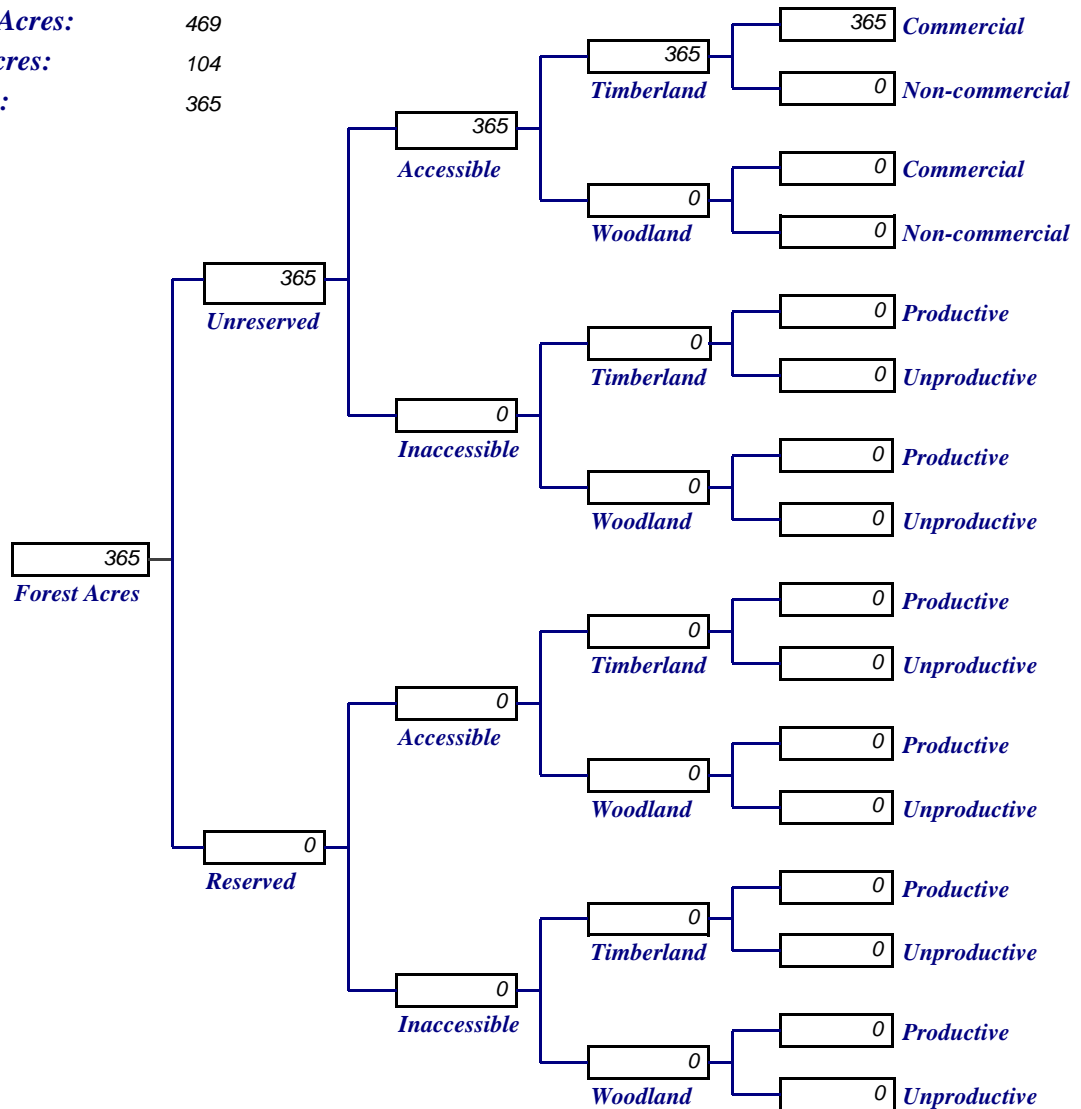 Acres: 469
cres: 104
: 365
365 Commercial
365
Timberland
0 Non-commercial
365
Accessible
0 Commercial
0
Woodland
0 Non-commercial
365
Unreserved
0 Productive
0
Timberland
0 Unproductive
0
Inaccessible
0 Productive
0
Woodland
0 Unproductive
365
Forest Acres
0 Productive
0
Timberland
0 Unproductive
0
Accessible
0 Productive
0
Woodland
0 Unproductive
0
Reserved
0 Productive
0
Timberland
0 Unproductive
0
Inaccessible
0 Productive
0
Woodland
0 Unproductive